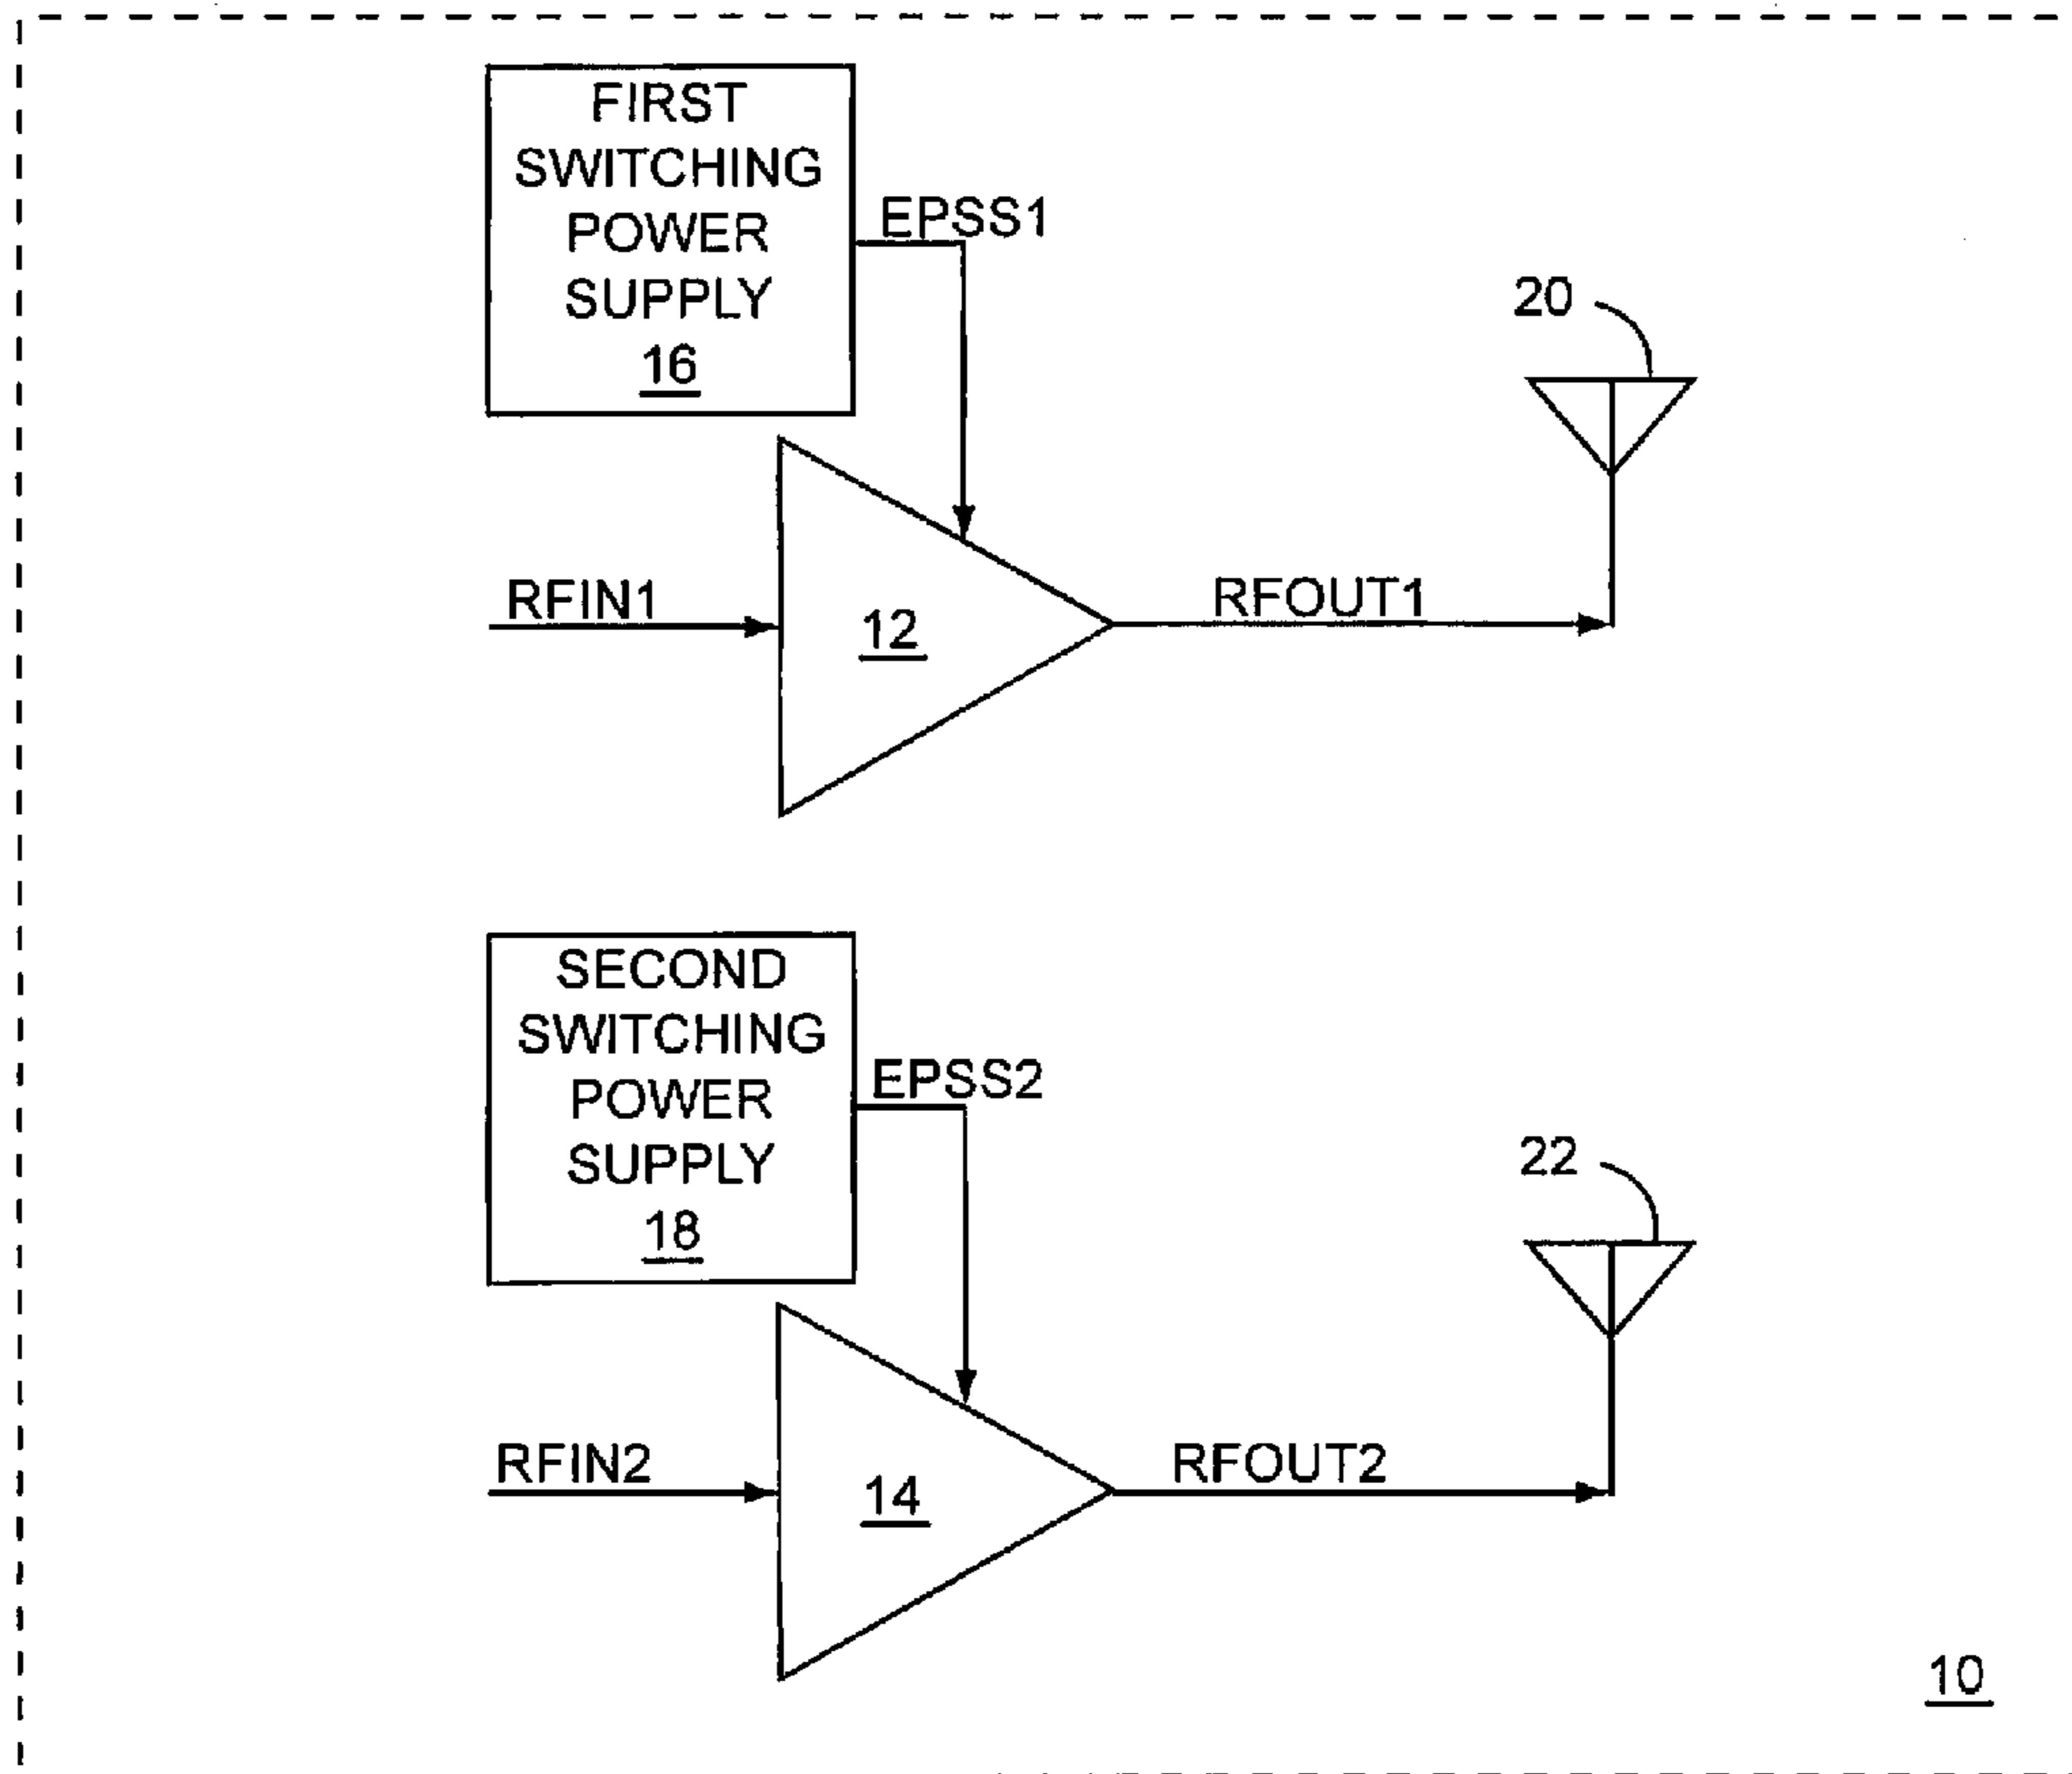 FIRST
SWITCHING
POWER
SUPPLY
16
EPSS1
20
RFIN1
12
RFOUT1
SECOND
SWITCHING
POWER
SUPPLY
18
EPSS2
22
RFIN2
14
RFOUT2
10